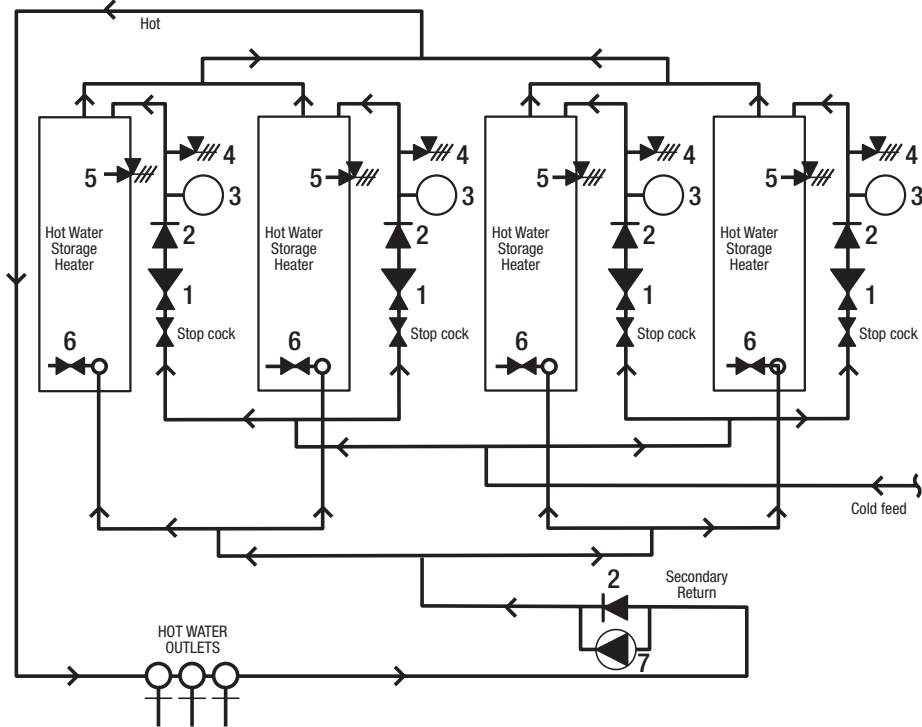 Hot
4
4
4
4
5
5
5
5
3
3
3
3
Hot Water
Storage
Heater
Hot Water
Storage
Heater
Hot Water
Storage
Heater
Hot Water
Storage
Heater
2
2
2
2
1
1
1
1
Stop cock
Stop cock
Stop cock
Stop cock
6
6
6
6
Cold feed
2
Secondary
Return
7
HOT WATER
OUTLETS